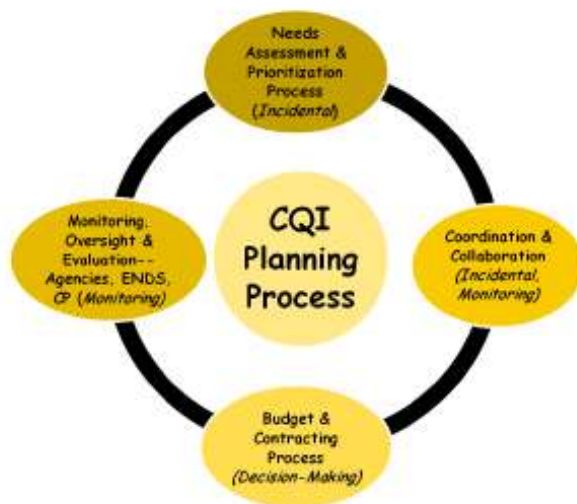 Needs
Assessment &
Prioritization
Process
(Incidental)
CQI
Planning
Process
Monitoring,
Oversight &
Evaluation--
Agencies, ENDS,
CP (Monitoring)
Coordination &
Collaboration
(Incidental,
Monitoring)
Budget &
Contracting
Process
(Decision-Making)